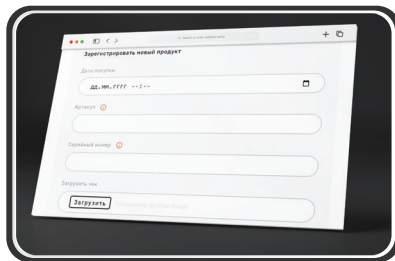 Зарегистрировать новый продукт
Дата покупки
ДД.ММ.ГГГГ --:--
Артикул
Серийный номер
Загрузить чек
Загрузить